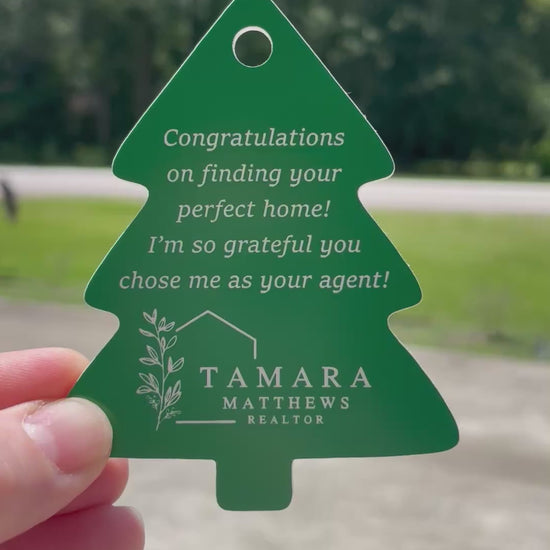 Congratulations
on finding your
perfect home!
I'm so grateful you
chose me as your agent!
TAMARA
MATTHEWS
REALTOR